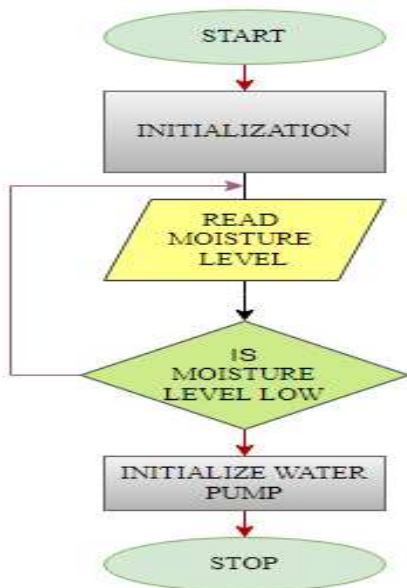 START
INITIALIZATION
READ
MOISTURE
LEVEL
IS
MOISTURE
LEVEL LOW
INITIALIZE WATER
PUMP
STOP